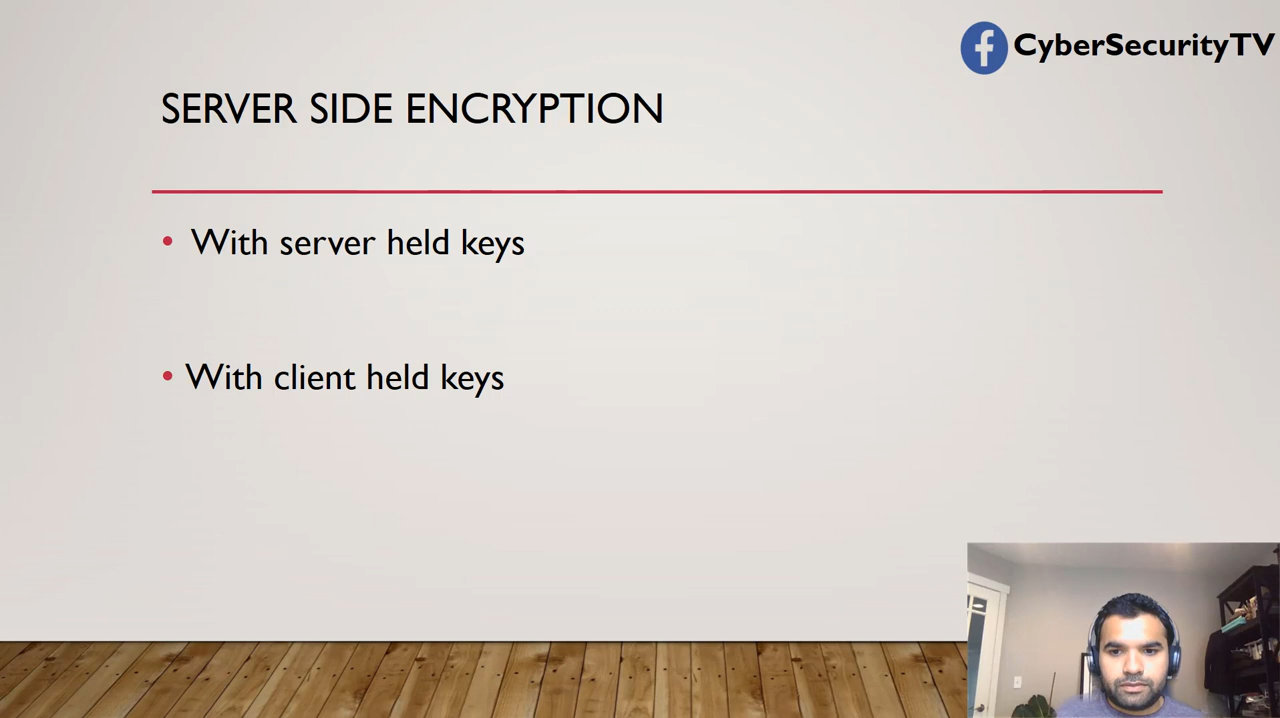 CyberSecurityTV
SERVER SIDE ENCRYPTION
• With server held keys
• With client held keys